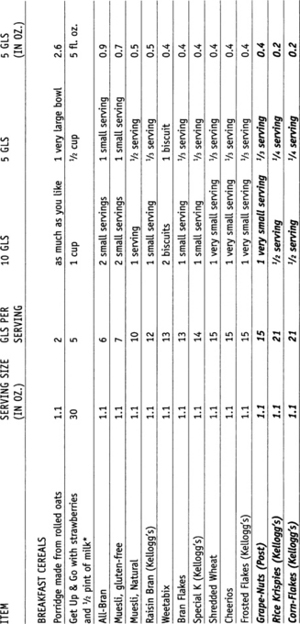 ITEM SERVING SIZE (IN OZ.) GLS PER SERVING 10 GLS 5 GLS 5 GLS (IN OZ.)
BREAKFAST CEREALS
Porridge made from rolled oats 1.1 2 as much as you like 1 very large bowl 2.6
Get Up & Go with strawberries and ½ pint of milk* 30 5 1 cup ½ cup 5 fl. oz.
All-Bran 1.1 6 2 small servings 1 small serving 0.9
Muesli, gluten-free 1.1 7 2 small servings 1 small serving 0.7
Muesli, Natural 1.1 10 1 serving ½ serving 0.5
Raisin Bran (Kellogg's) 1.1 12 1 small serving ⅓ serving 0.5
Weetabix 1.1 13 2 biscuits 1 biscuit 0.4
Bran Flakes 1.1 13 1 small serving ⅓ serving 0.4
Special K (Kellogg's) 1.1 14 1 small serving ⅓ serving 0.4
Shredded Wheat 1.1 15 1 very small serving ⅓ serving 0.4
Cheerios 1.1 15 1 very small serving ⅓ serving 0.4
Frosted Flakes (Kellogg's) 1.1 15 1 very small serving ⅓ serving 0.4
Grape-Nuts (Post) 1.1 15 1 very small serving ⅓ serving 0.4
Rice Krispies (Kellogg's) 1.1 21 ½ serving ¼ serving 0.2
Corn-Flakes (Kellogg's) 1.1 21 ½ serving ¼ serving 0.2